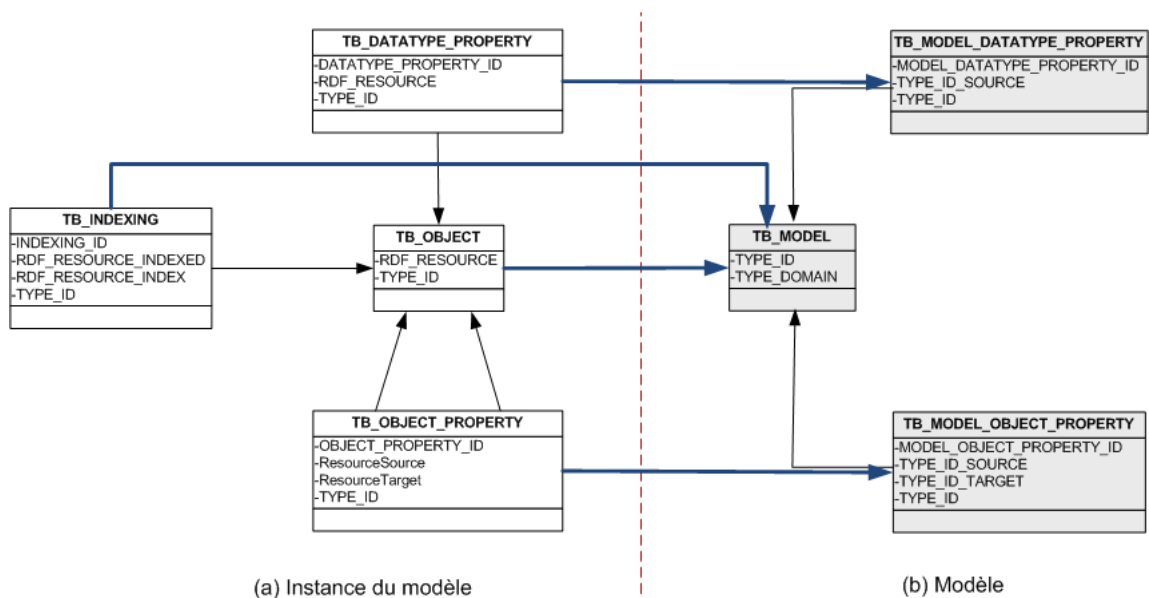 TB_DATATYPE_PROPERTY
-DATATYPE_PROPERTY_ID
-RDF_RESOURCE
-TYPE_ID
TB_MODEL_DATATYPE_PROPERTY
-MODEL_DATATYPE_PROPERTY_ID
-TYPE_ID_SOURCE
-TYPE_ID
TB_INDEXING
-INDEXING_ID
-RDF_RESOURCE_INDEXED
-RDF_RESOURCE_INDEX
-TYPE_ID
TB_OBJECT
-RDF_RESOURCE
-TYPE_ID
TB_MODEL
-TYPE_ID
-TYPE_DOMAIN
TB_OBJECT_PROPERTY
-OBJECT_PROPERTY_ID
-ResourceSource
-ResourceTarget
-TYPE_ID
TB_MODEL_OBJECT_PROPERTY
-MODEL_OBJECT_PROPERTY_ID
-TYPE_ID_SOURCE
-TYPE_ID_TARGET
-TYPE_ID
(a) Instance du modèle
(b) Modèle